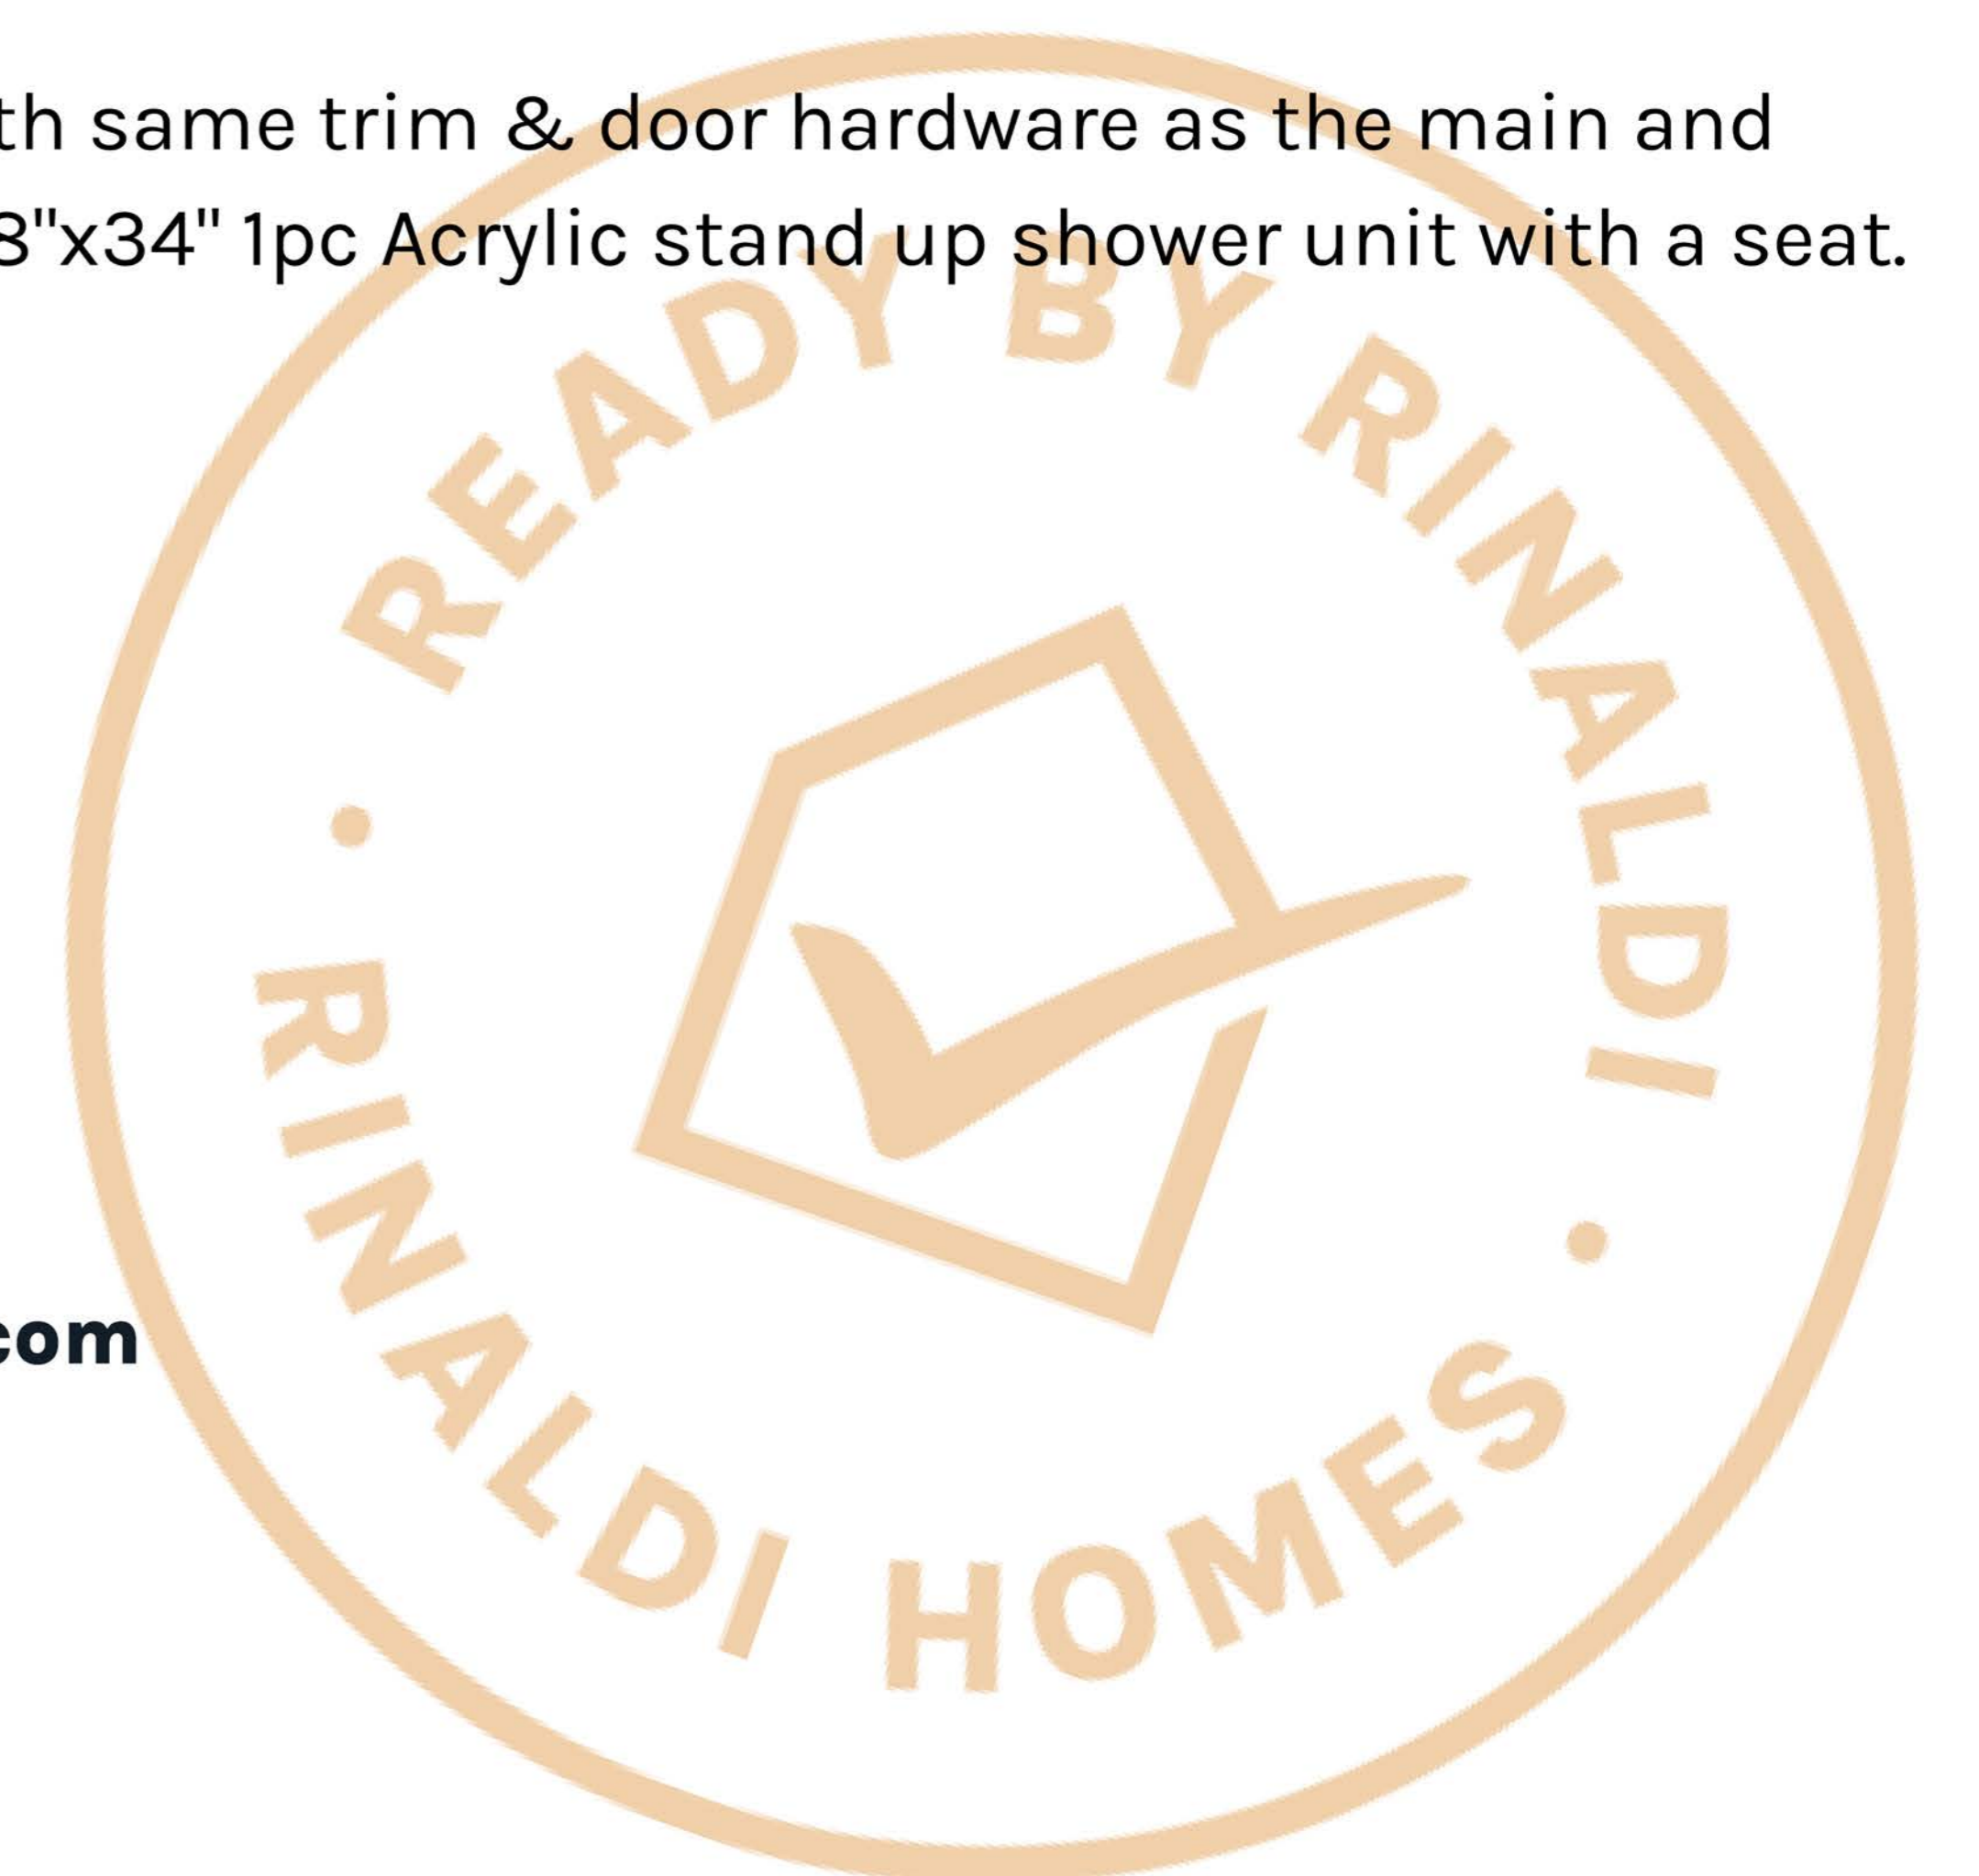 th same trim & door hardware as the main and
8"x34" 1pc Acrylic stand up shower unit with a seat.
READY BY RINALDI
com
RINALDI HOMES